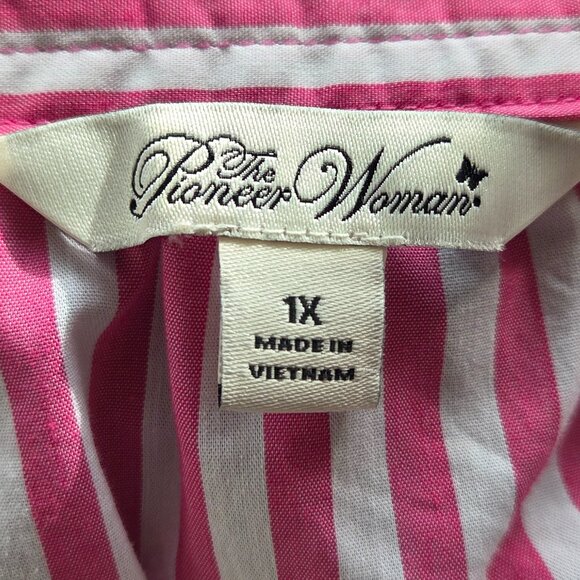 The
Pioneer Woman
1X
MADE IN
VIETNAM